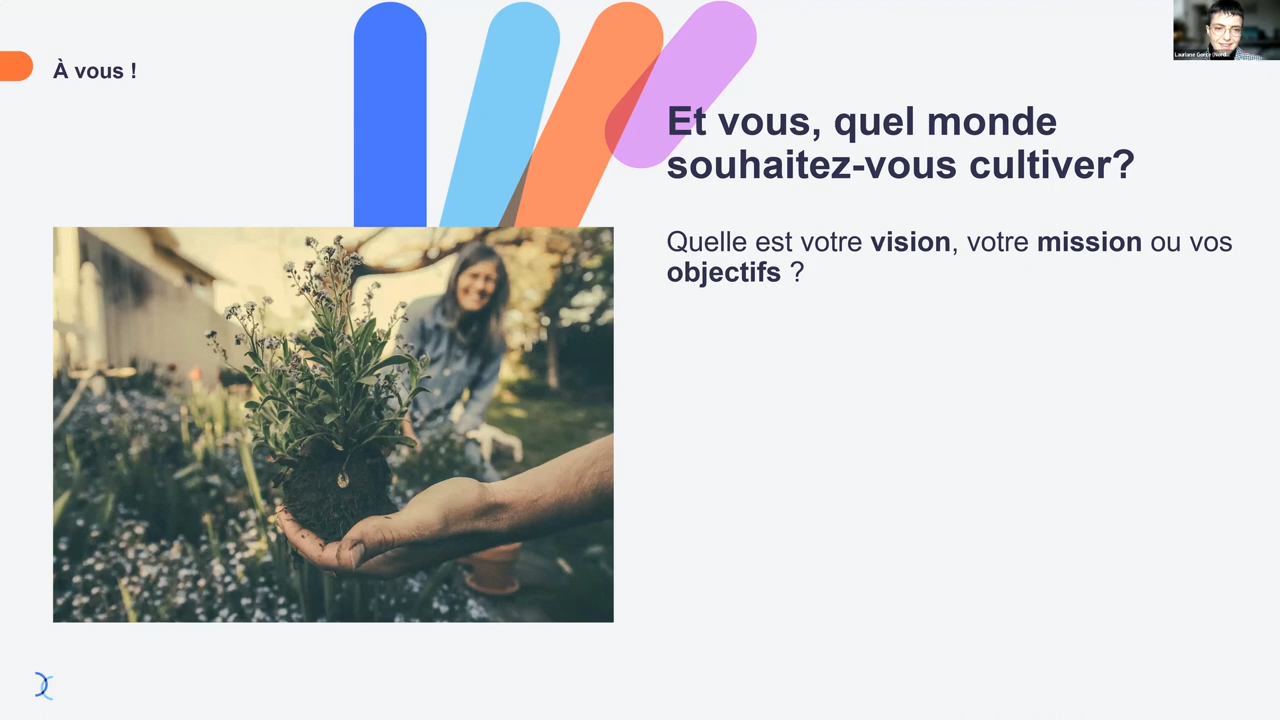 À vous !
Et vous, quel monde
souhaitez-vous cultiver?
Quelle est votre vision, votre mission ou vos
objectifs ?